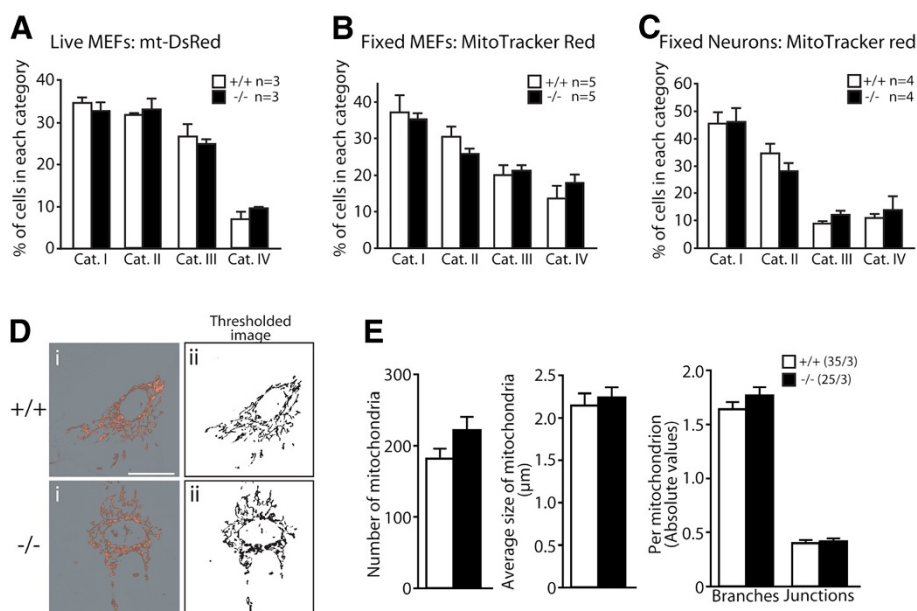 A Live MEFs: mt-DsRed
% of cells in each category
+/+ n=3
-/- n=3
40
30
20
10
0
Cat. I Cat. II Cat. III Cat. IV
B Fixed MEFs: MitoTracker Red
% of cells in each category
+/+ n=5
-/- n=5
40
30
20
10
0
Cat. I Cat. II Cat. III Cat. IV
C Fixed Neurons: MitoTracker red
% of cells in each category
+/+ n=4
-/- n=4
60
50
40
30
20
10
0
Cat. I Cat. II Cat. III Cat. IV
D
Thresholded
image
+/+
i
ii
-/-
i
ii
E
Number of mitochondria
300
200
100
0
Average size of mitochondria
(µm)
2.5
2.0
1.5
1.0
0.5
0
Per mitochondrion
(Absolute values)
+/+ (35/3)
-/- (25/3)
2.0
1.5
1.0
0.5
0
Branches Junctions